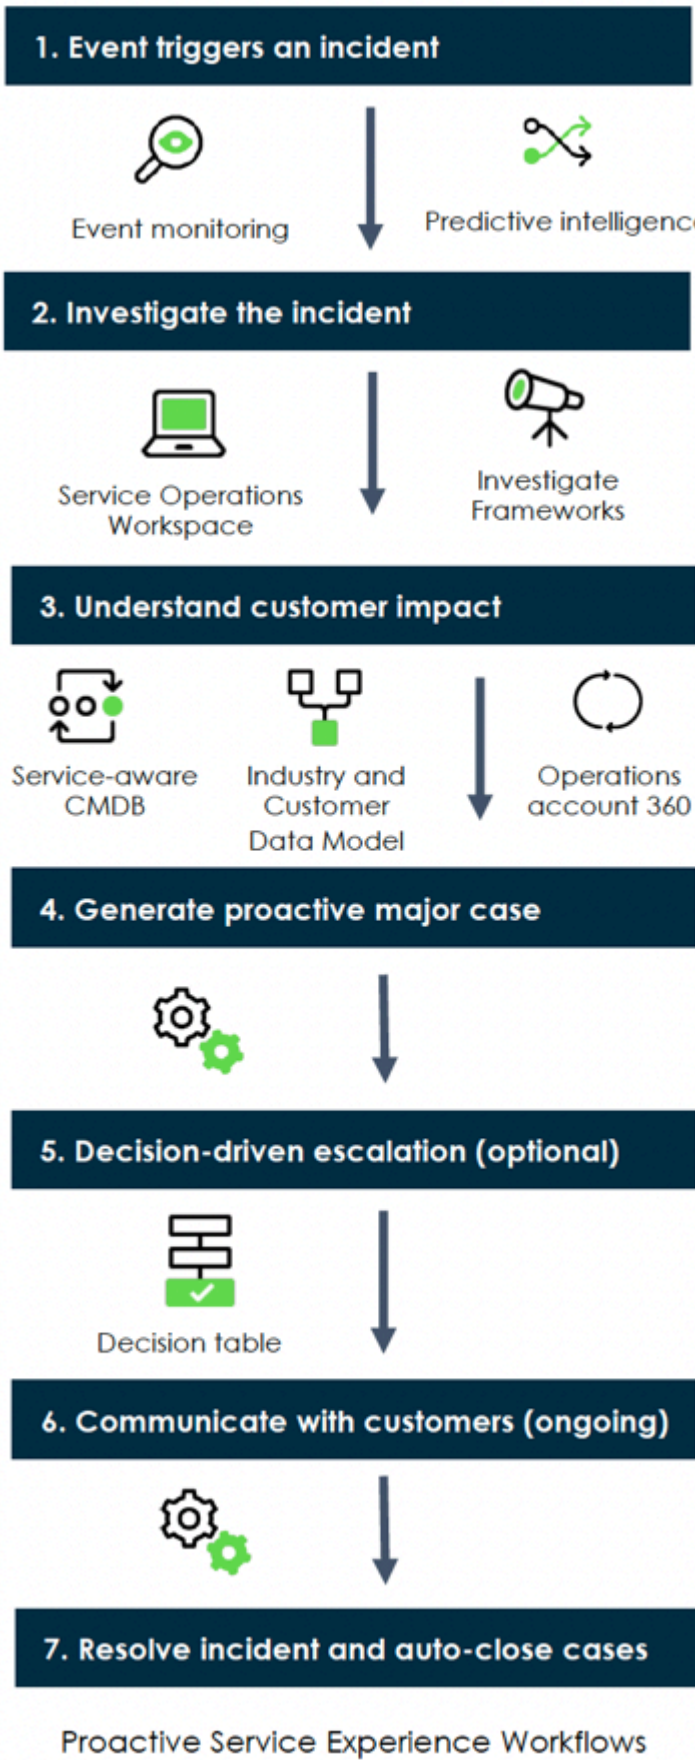 1. Event triggers an incident
Event monitoring
Predictive intelligence
2. Investigate the incident
Service Operations
Workspace
Investigate
Frameworks
3. Understand customer impact
Service-aware
CMDB
Industry and
Customer
Data Model
Operations
account 360
4. Generate proactive major case
5. Decision-driven escalation (optional)
Decision table
6. Communicate with customers (ongoing)
7. Resolve incident and auto-close cases
Proactive Service Experience Workflows